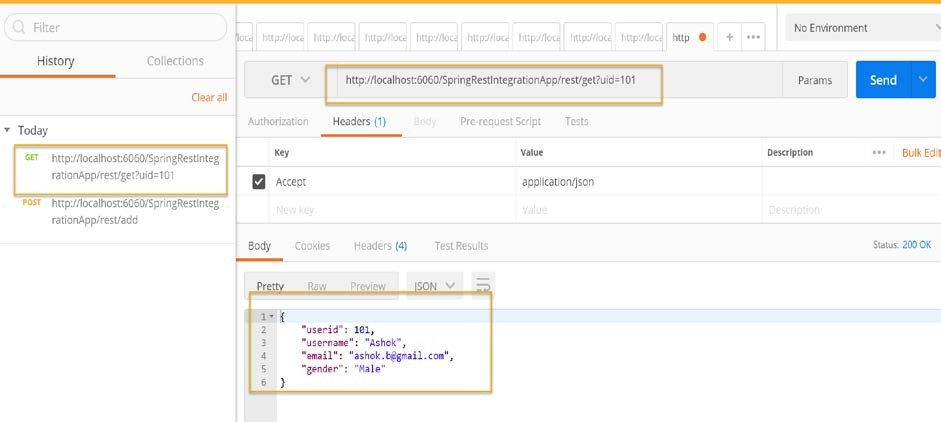 Filter
History Collections
Clear all
Today
GET http://localhost:6060/SpringRestInteg
rationApp/rest/get?uid=101
POST http://localhost:6060/SpringRestInteg
rationApp/rest/add
http://loca http://loca http://loca http://loca http://loca http://loca http://loca http + ••• No Environment
GET http://localhost:6060/SpringRestIntegrationApp/rest/get?uid=101 Params Send
Authorization Headers (1) Body Pre-request Script Tests
Key Value Description ••• Bulk Edit
Accept application/json
New key Value Description
Body Cookies Headers (4) Test Results Status: 200 OK
Pretty Raw Preview JSON
1 {
2 "userid": 101,
3 "username": "Ashok",
4 "email": "ashok.b@gmail.com",
5 "gender": "Male"
6 }